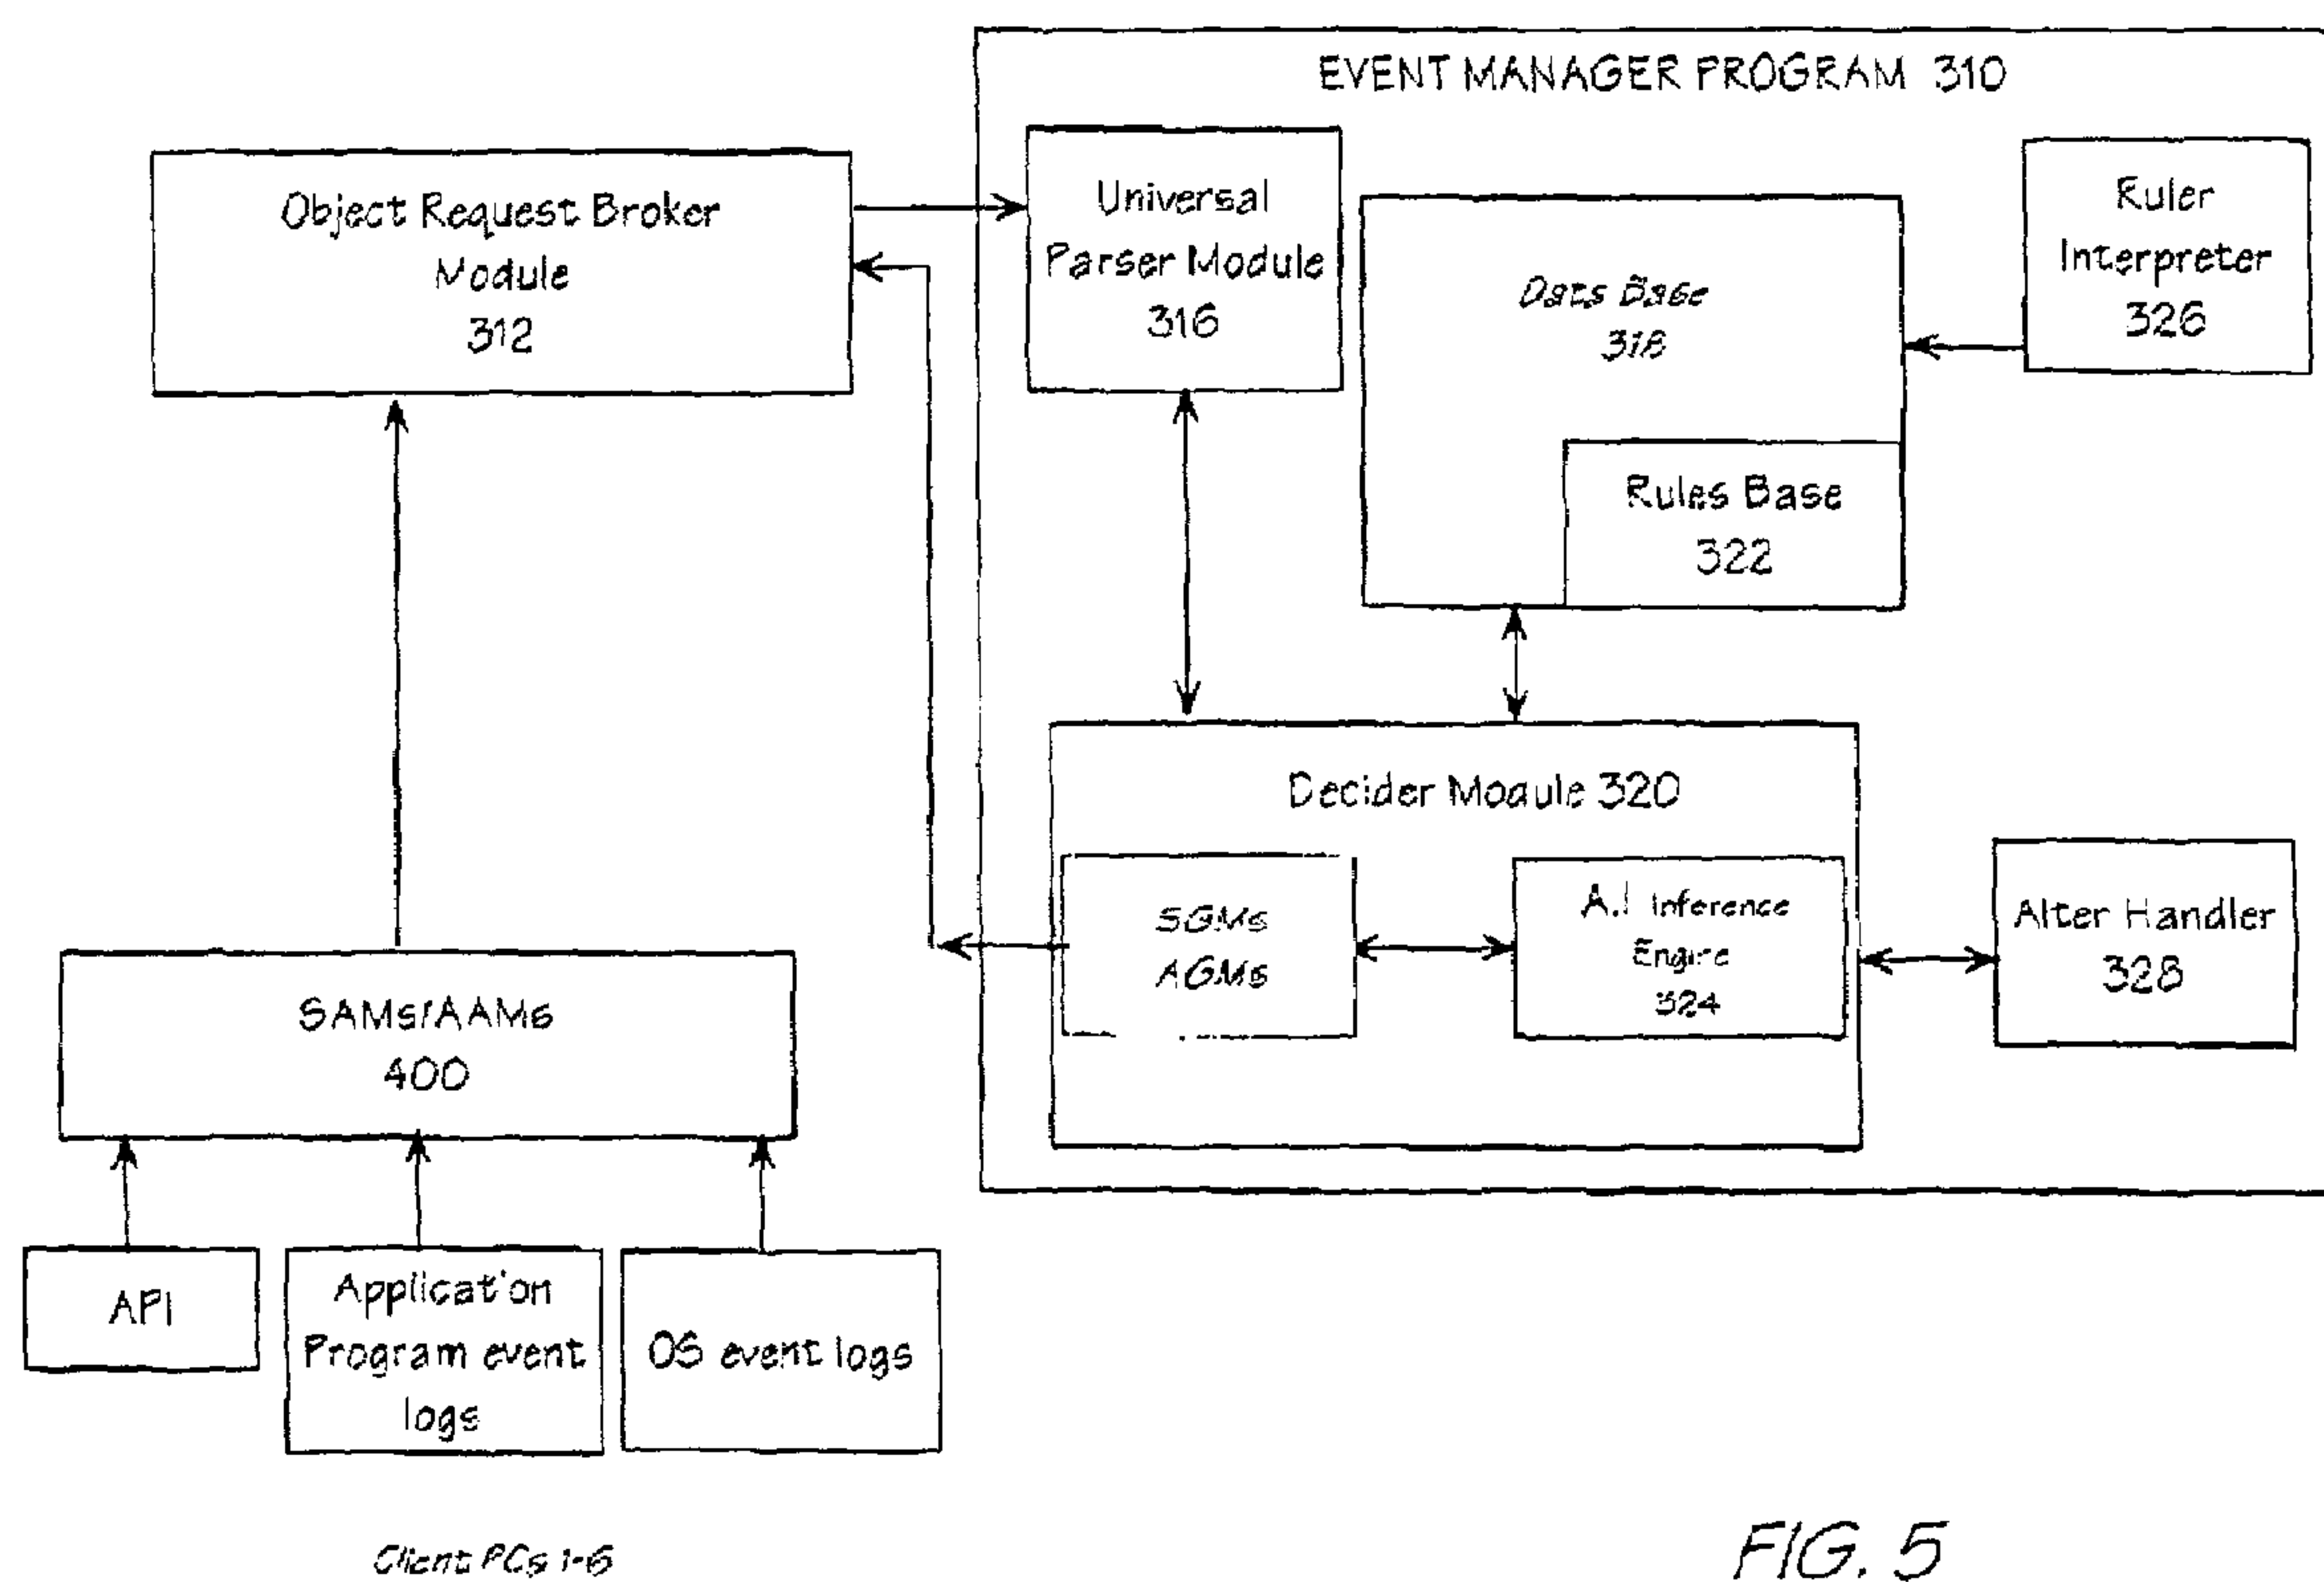 EVENT MANAGER PROGRAM 310
Object Request Broker
Module
312
Universal
Parser Module
316
Data Base
318
Rules Base
322
Ruler
Interpreter
326
Decider Module 320
SGMs
AGMs
A.I Inference
Engine
324
Alter Handler
328
SAMs/AAMs
400
API
Application
Program event
logs
OS event logs
Client PCs 1-6
FIG. 5